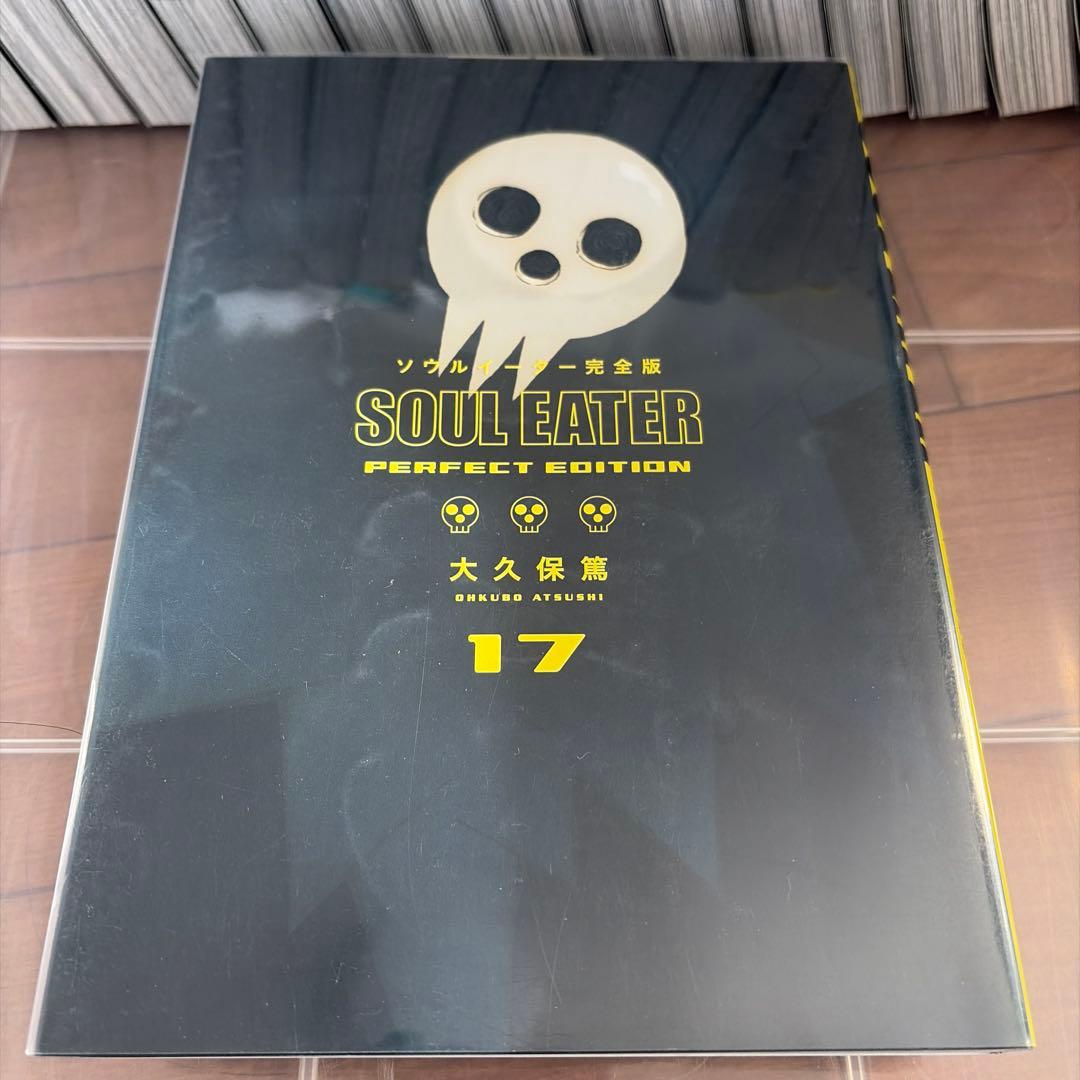 ソウルイーター完全版
SOUL EATER
PERFECT EDITION
大久保篤
OHKUBO ATSUSHI
17